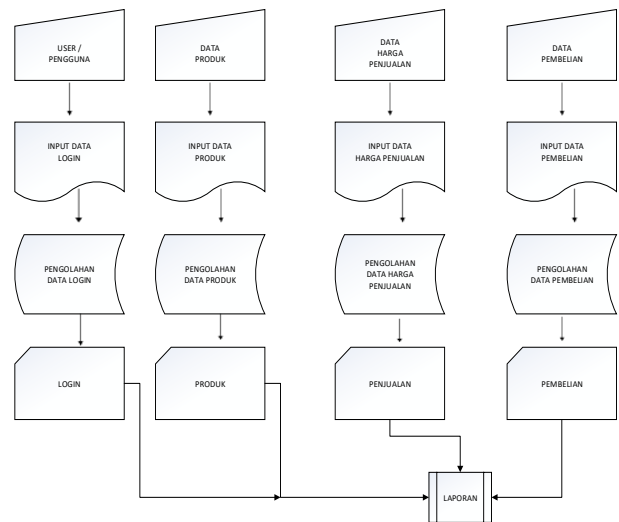 USER /
PENGGUNA
DATA
PRODUK
DATA
HARGA
PENJUALAN
DATA
PEMBELIAN
INPUT DATA
LOGIN
INPUT DATA
PRODUK
INPUT DATA
HARGA PENJUALAN
INPUT DATA
PEMBELIAN
PENGOLAHAN
DATA LOGIN
PENGOLAHAN
DATA PRODUK
PENGOLAHAN
DATA HARGA
PENJUALAN
PENGOLAHAN
DATA PEMBELIAN
LOGIN
PRODUK
PENJUALAN
PEMBELIAN
LAPORAN